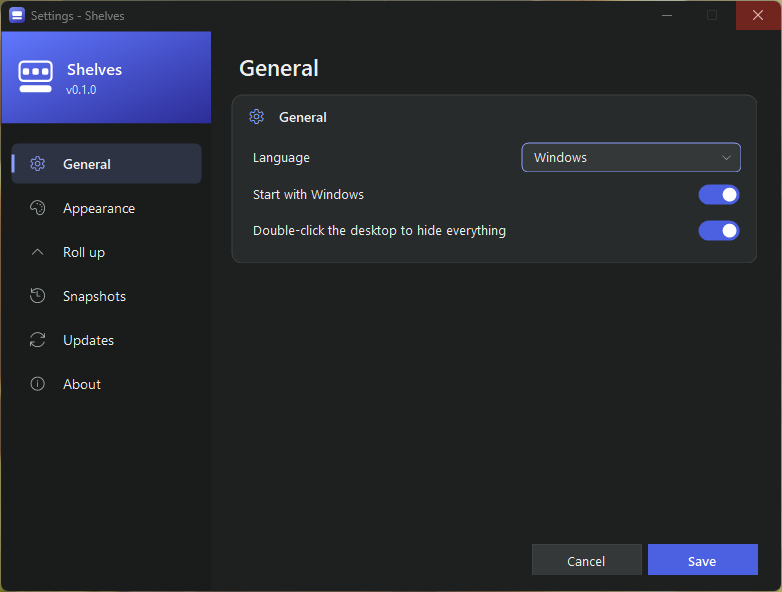 Settings - Shelves
Shelves
v0.1.0
General
Appearance
Roll up
Snapshots
Updates
About
General
General
Language
Windows
Start with Windows
Double-click the desktop to hide everything
Cancel
Save